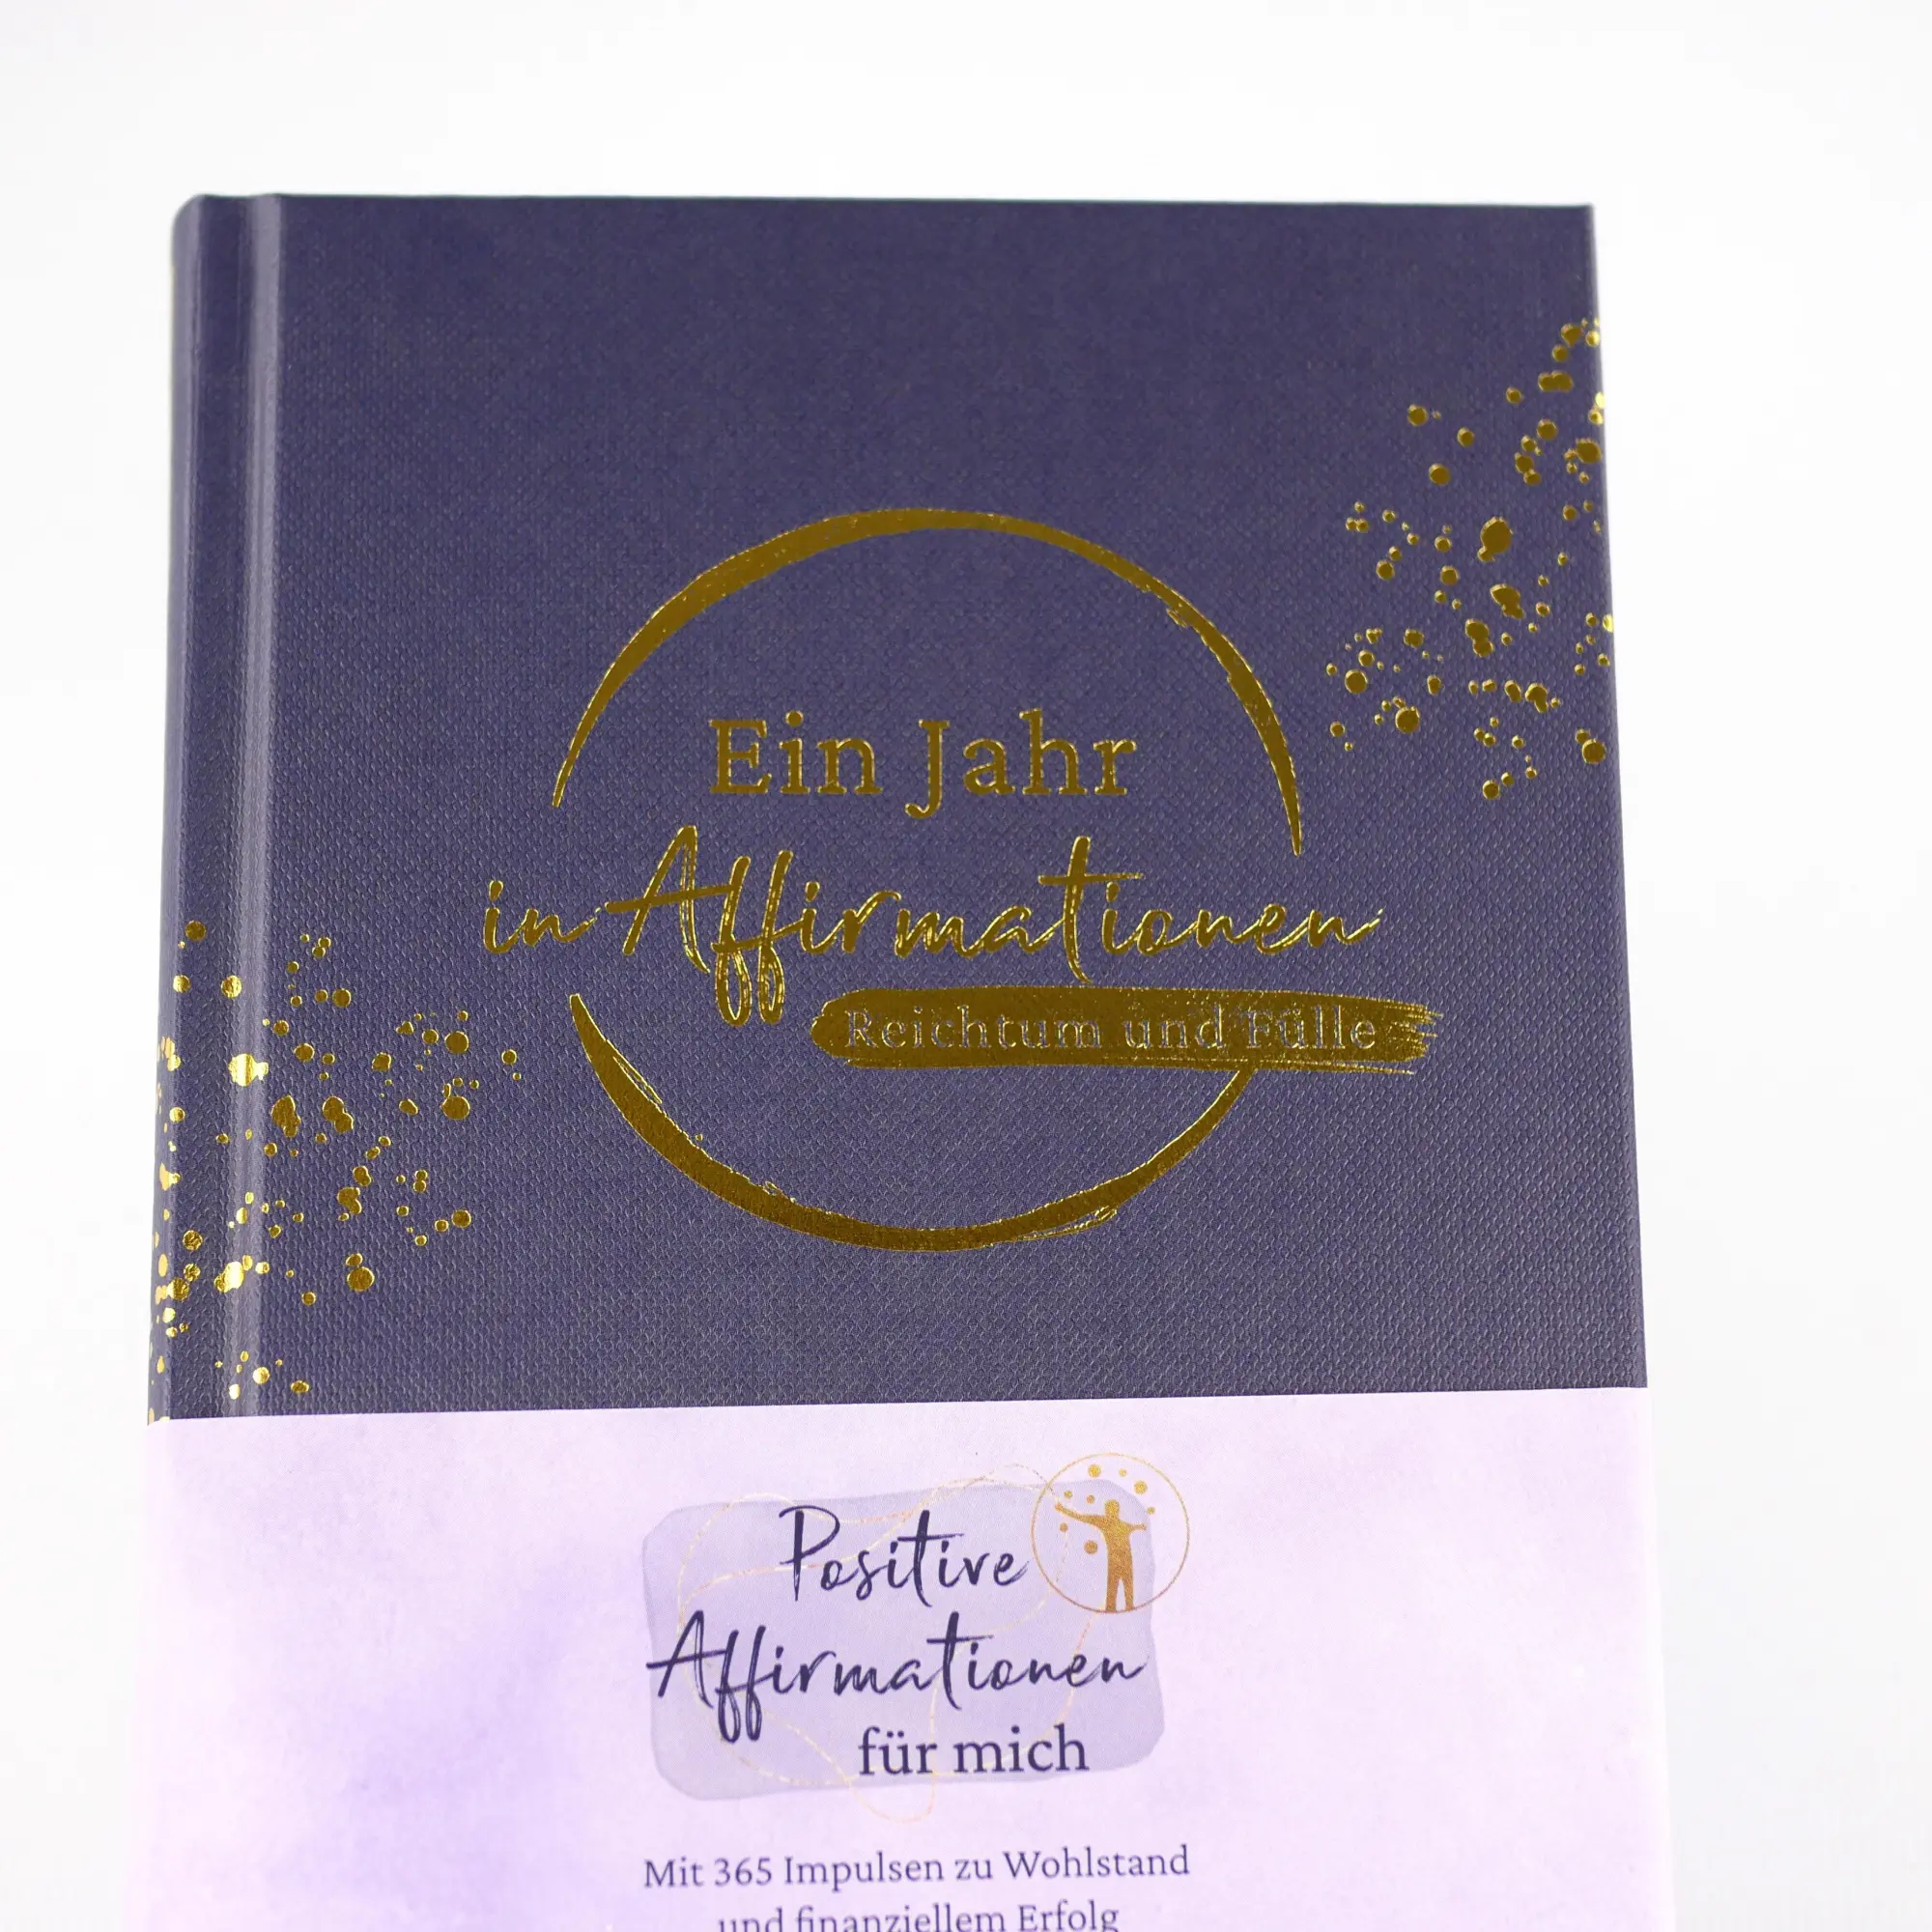 Ein Jahr
in Affirmationen
Reichtum und Fülle
Positive
Affirmationen
für mich
Mit 365 Impulsen zu Wohlstand
und finanziellem Erfolg